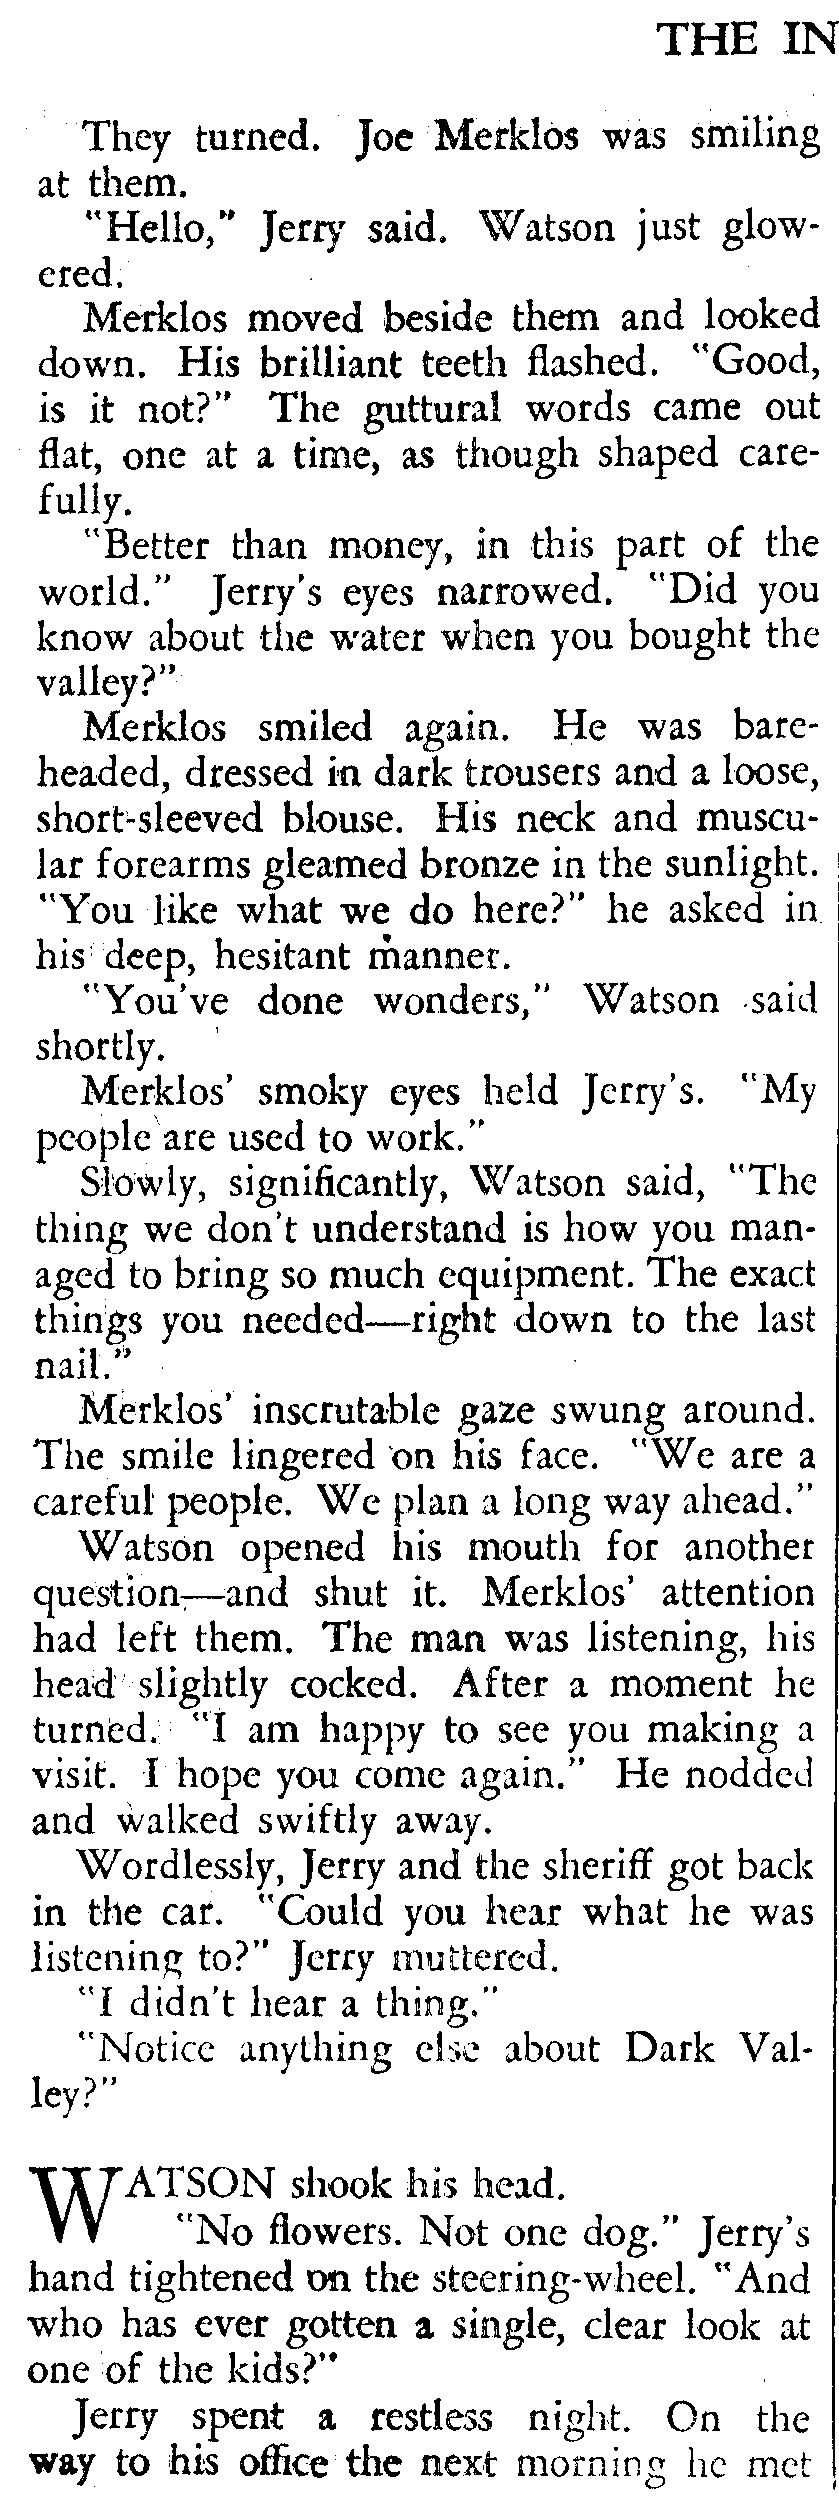 THE IN
They turned. Joe Merklos was smiling
at them.
"Hello," Jerry said. Watson just glow-
ered.
Merklos moved beside them and looked
down. His brilliant teeth flashed. "Good,
is it not?" The guttural words came out
flat, one at a time, as though shaped care-
fully.
"Better than money, in this part of the
world." Jerry's eyes narrowed. "Did you
know about the water when you bought the
valley?"
Merklos smiled again. He was bare-
headed, dressed in dark trousers and a loose,
short-sleeved blouse. His neck and muscu-
lar forearms gleamed bronze in the sunlight.
"You like what we do here?" he asked in
his deep, hesitant manner.
"You've done wonders," Watson said
shortly.
Merklos' smoky eyes held Jerry's. "My
people are used to work."
Slowly, significantly, Watson said, "The
thing we don't understand is how you man-
aged to bring so much equipment. The exact
things you needed—right down to the last
nail."
Merklos' inscrutable gaze swung around.
The smile lingered on his face. "We are a
careful people. We plan a long way ahead."
Watson opened his mouth for another
question—and shut it. Merklos' attention
had left them. The man was listening, his
head slightly cocked. After a moment he
turned. "I am happy to see you making a
visit. I hope you come again." He nodded
and walked swiftly away.
Wordlessly, Jerry and the sheriff got back
in the car. "Could you hear what he was
listening to?" Jerry muttered.
"I didn't hear a thing."
"Notice anything else about Dark Val-
ley?"
WATSON shook his head.
"No flowers. Not one dog." Jerry's
hand tightened on the steering-wheel. "And
who has ever gotten a single, clear look at
one of the kids?"
Jerry spent a restless night. On the
way to his office the next morning he met